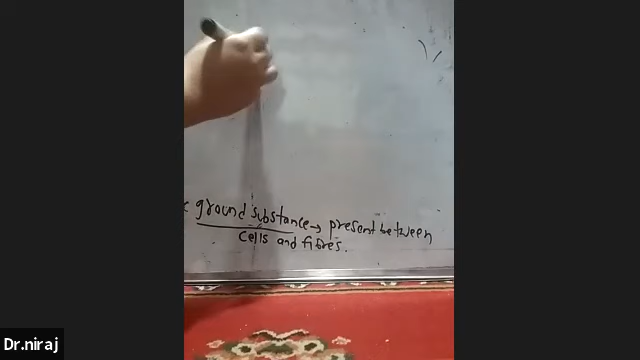 ground substance → present between
cells and fibres.
Dr.niraj